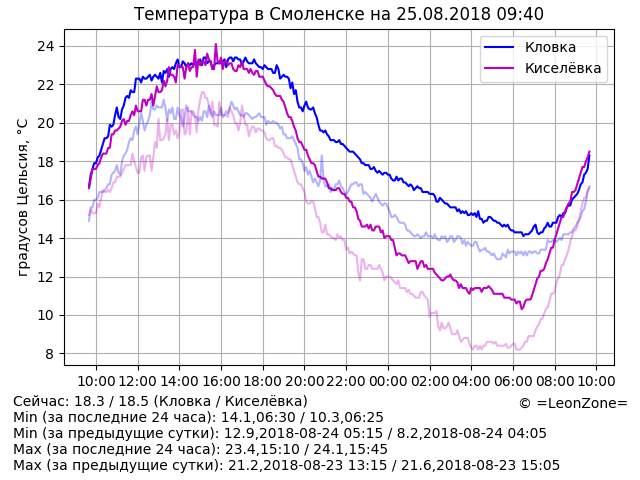 Температура в Смоленске на 25.08.2018 09:40
градусов Цельсия, °C
24
22
20
18
16
14
12
10
8
Кловка
Киселёвка
10:00 12:00 14:00 16:00 18:00 20:00 22:00 00:00 02:00 04:00 06:00 08:00 10:00
Сейчас: 18.3 / 18.5 (Кловка / Киселёвка)
© =LeonZone=
Min (за последние 24 часа): 14.1,06:30 / 10.3,06:25
Min (за предыдущие сутки): 12.9,2018-08-24 05:15 / 8.2,2018-08-24 04:05
Max (за последние 24 часа): 23.4,15:10 / 24.1,15:45
Max (за предыдущие сутки): 21.2,2018-08-23 13:15 / 21.6,2018-08-23 15:05